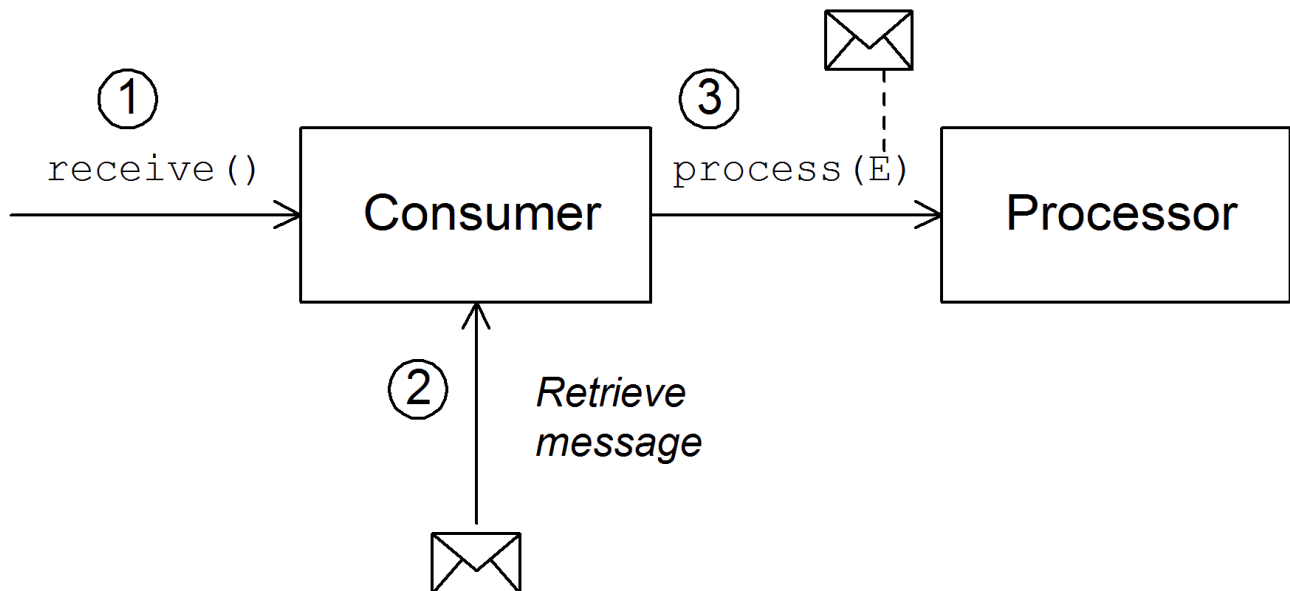 1
receive()
Consumer
3
process(E)
Processor
2
Retrieve
message